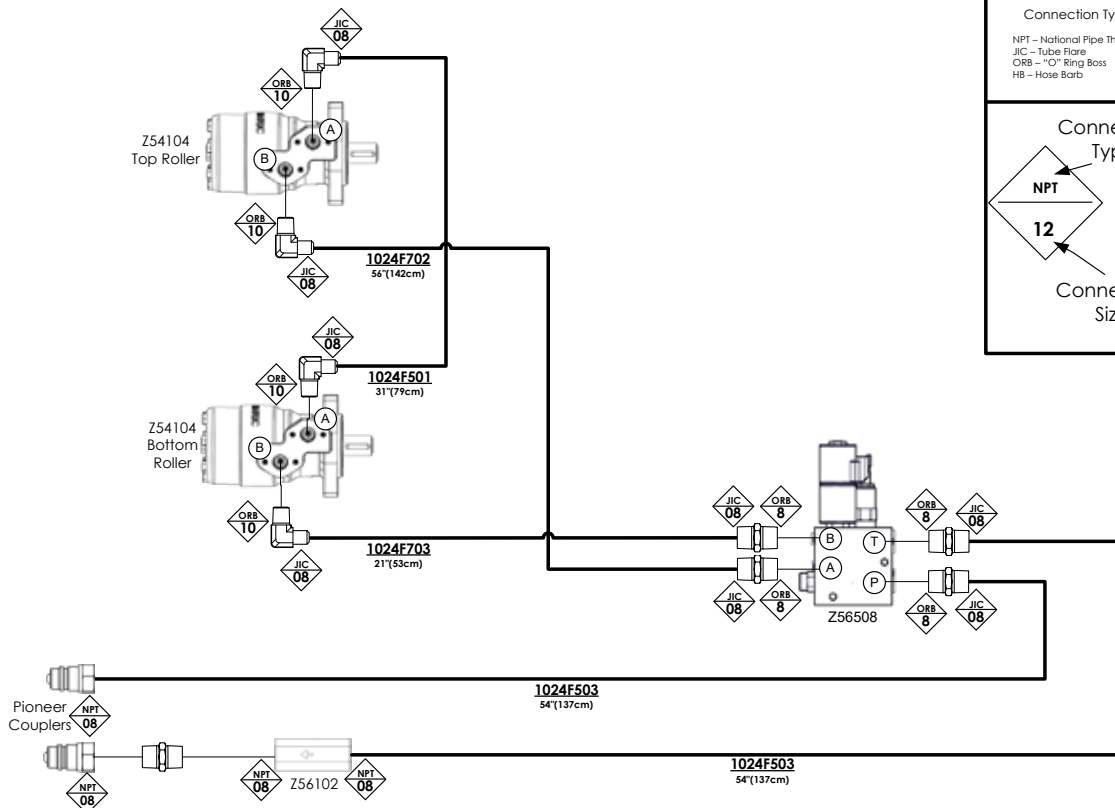 JIC
08
ORB
10
Z54104
Top Roller
A
B
ORB
10
JIC
08
1024F702
56"(142cm)
JIC
08
ORB
10
1024F501
31"(79cm)
Z54104
Bottom
Roller
A
B
ORB
10
JIC
08
1024F703
21"(53cm)
JIC
08
ORB
8
ORB
8
JIC
08
B
T
A
P
JIC
08
ORB
8
ORB
8
JIC
08
Z56508
1024F503
54"(137cm)
Pioneer
Couplers
NPT
08
NPT
08
NPT
08
Z56102
NPT
08
1024F503
54"(137cm)
Connection Ty
NPT – National Pipe Th
JIC – Tube Flare
ORB – "O" Ring Boss
HB – Hose Barb
Conne
Typ
NPT
12
Conne
Siz